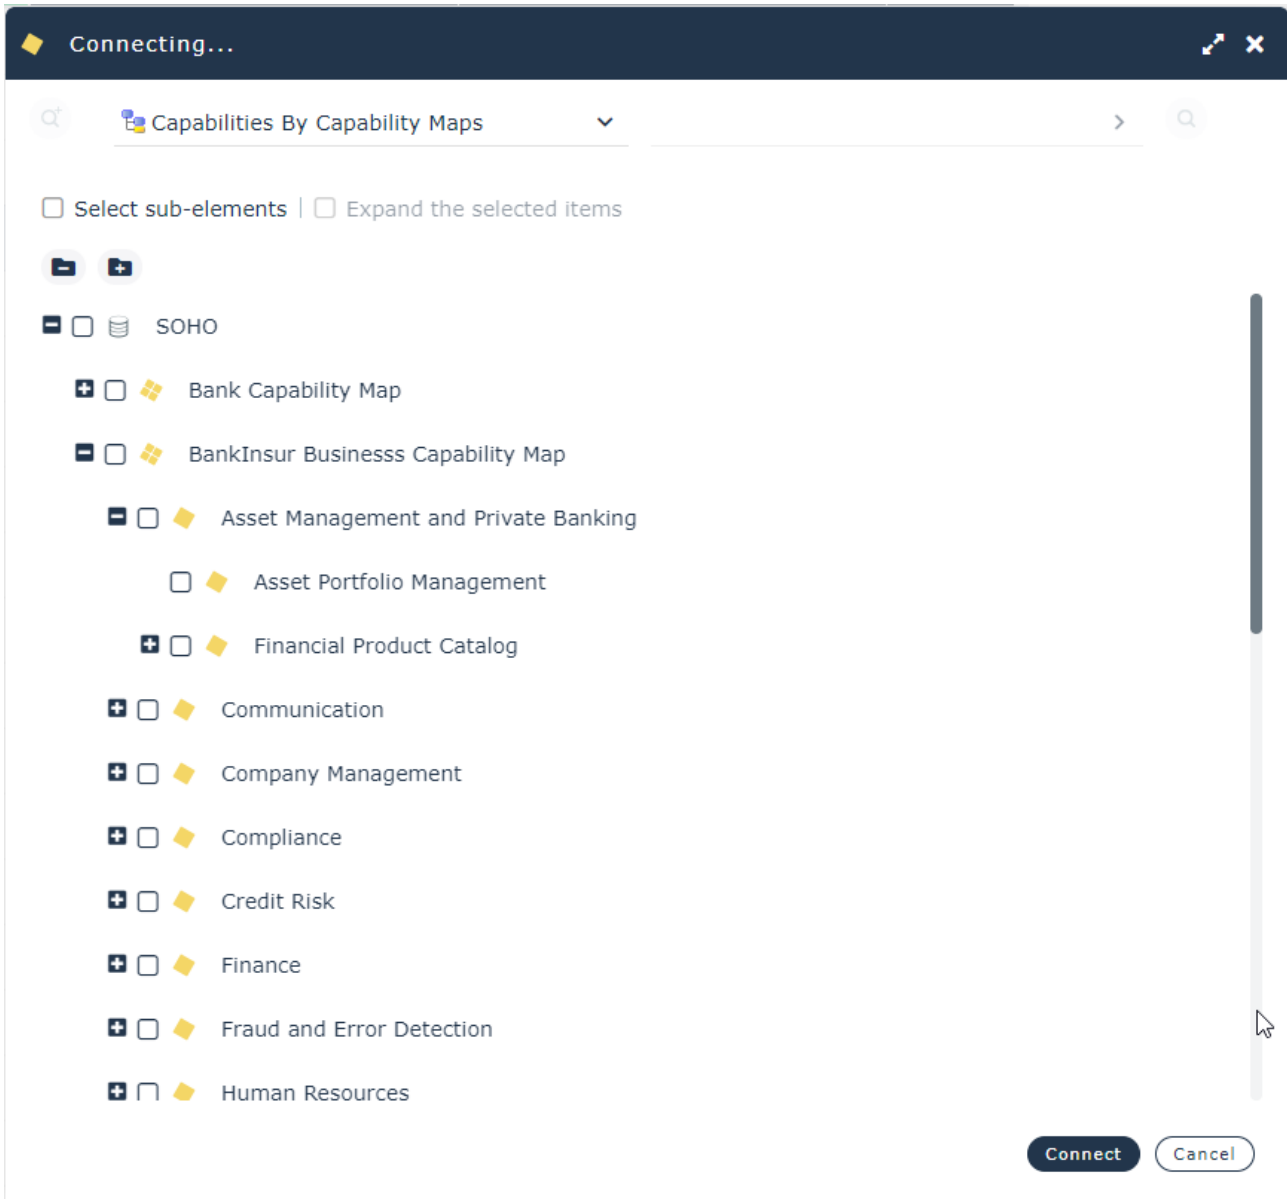 Connecting...
Capabilities By Capability Maps
Select sub-elements | Expand the selected items
SOHO
Bank Capability Map
BankInsur Businesss Capability Map
Asset Management and Private Banking
Asset Portfolio Management
Financial Product Catalog
Communication
Company Management
Compliance
Credit Risk
Finance
Fraud and Error Detection
Human Resources
Connect Cancel